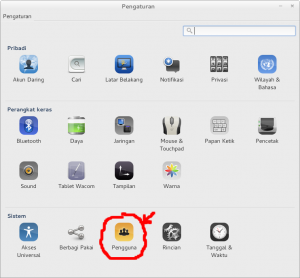 Pengaturan
Pengaturan
Pribadi
Akun Daring
Cari
Latar Belakang
Notifikasi
Privasi
Wilayah &
Bahasa
Perangkat keras
Bluetooth
Daya
Jaringan
Mouse &
Touchpad
Papan Ketik
Pencetak
Sound
Tablet Wacom
Tampilan
Warna
Sistem
Akses
Universal
Berbagi Pakai
Pengguna
Rincian
Tanggal &
Waktu